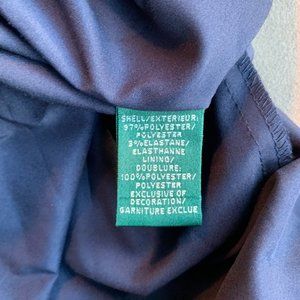 SHELL/EXTERIEUR:
97%POLYESTER/
POLYESTER
3%ELASTANE/
ELASTHANNE
LINING/
DOUBLURE:
100%POLYESTER/
POLYESTER
EXCLUSIVE OF
DECORATION/
GARNITURE EXCLUE